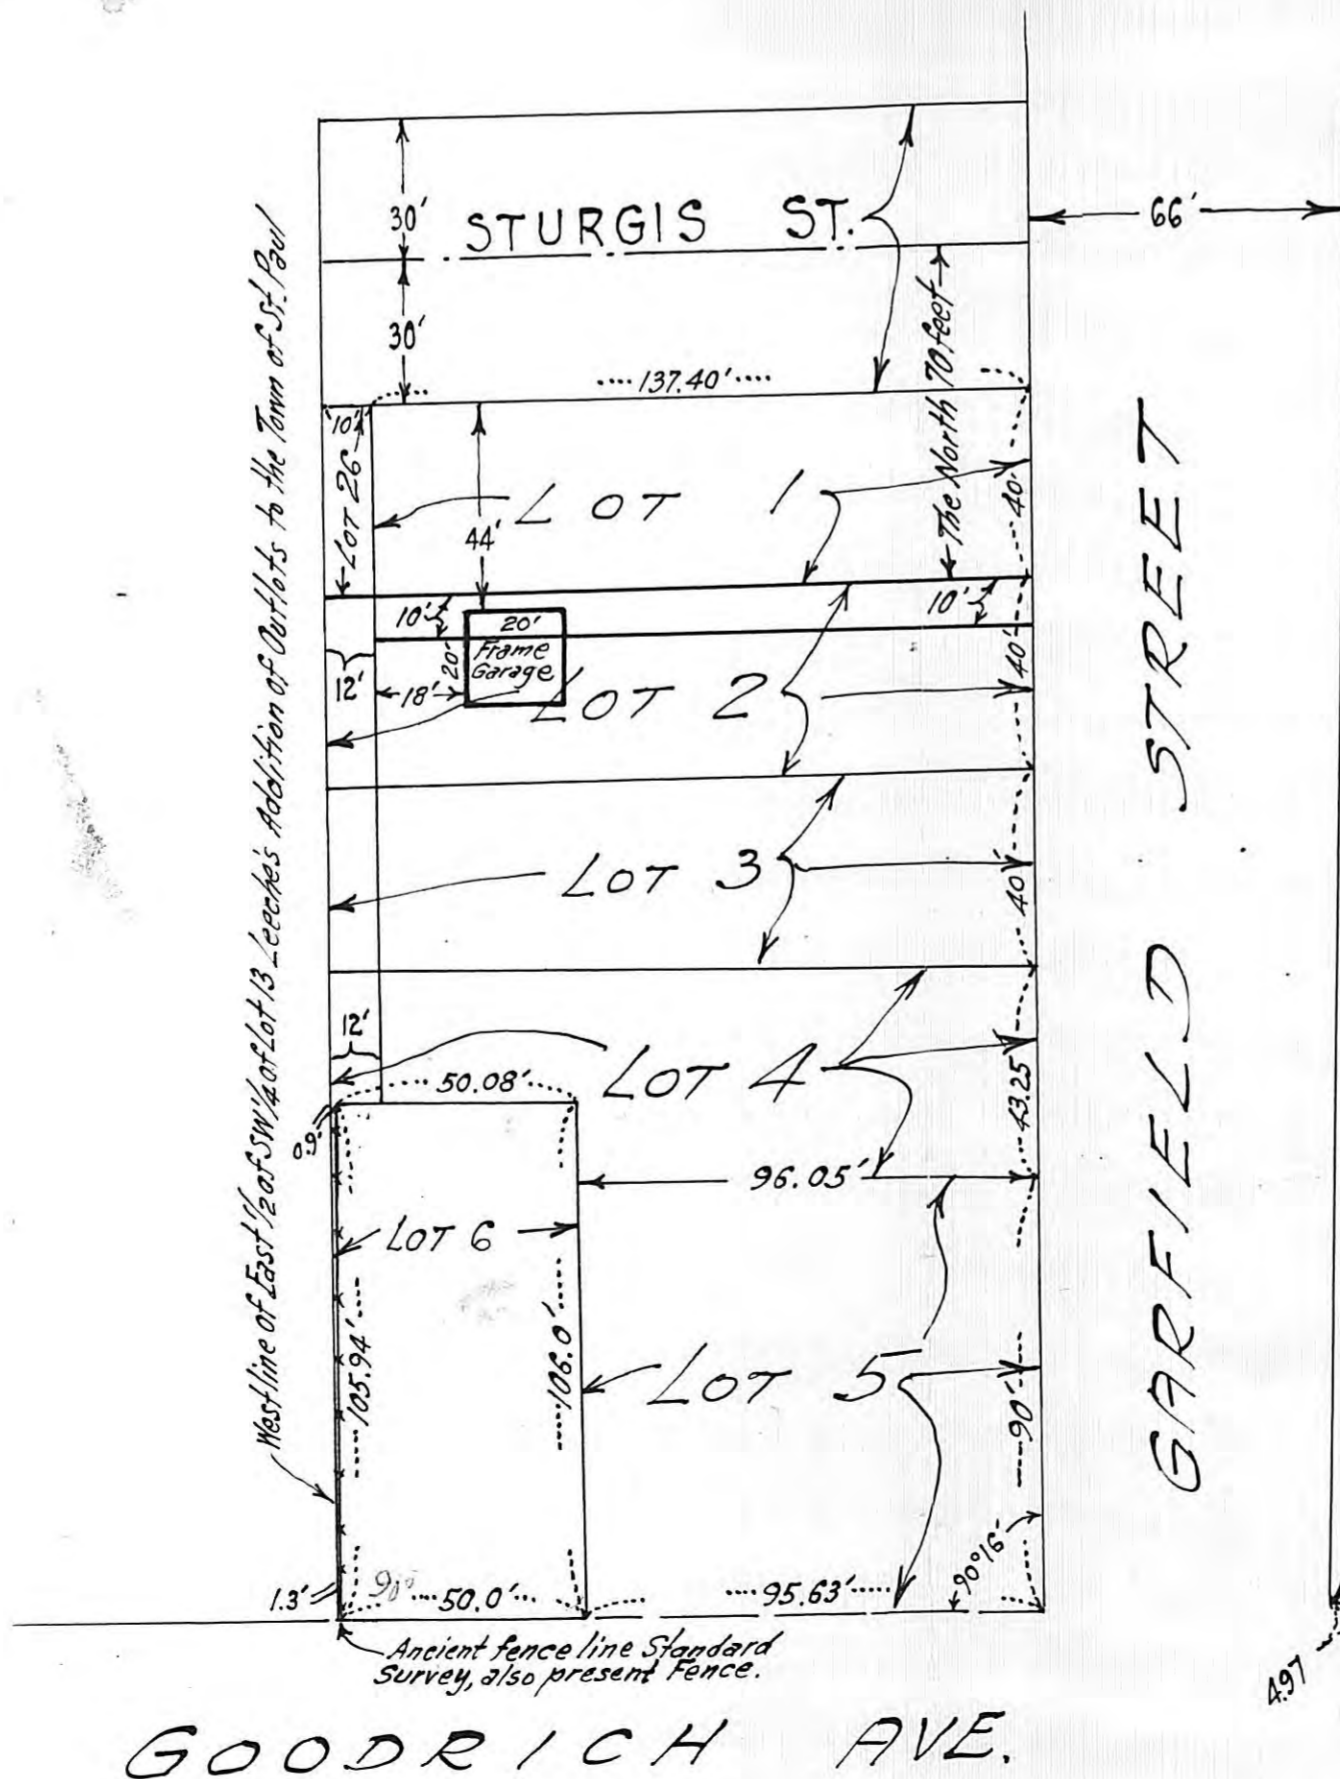 30'
STURGIS ST.
66'
30'
The North 70 feet
137.40'
10'
LOT 26
LOT 1
44'
40'
10'
10'
20'
Frame
Garage
20'
12'
18'
LOT 2
40'
LOT 3
40'
12'
50.08'
LOT 4
43.25'
0.9'
96.05'
LOT 6
105.94'
106.0'
LOT 5
90'
90°16'
1.3'
90°
50.0'
95.63'
West line of East 1/2 of SW 1/4 of Lot 13 Leeche's Addition of Outlots to the Town of St. Paul
GARFIELD STREET
Ancient fence line Standard
Survey, also present Fence.
4.97
GOODRICH AVE.